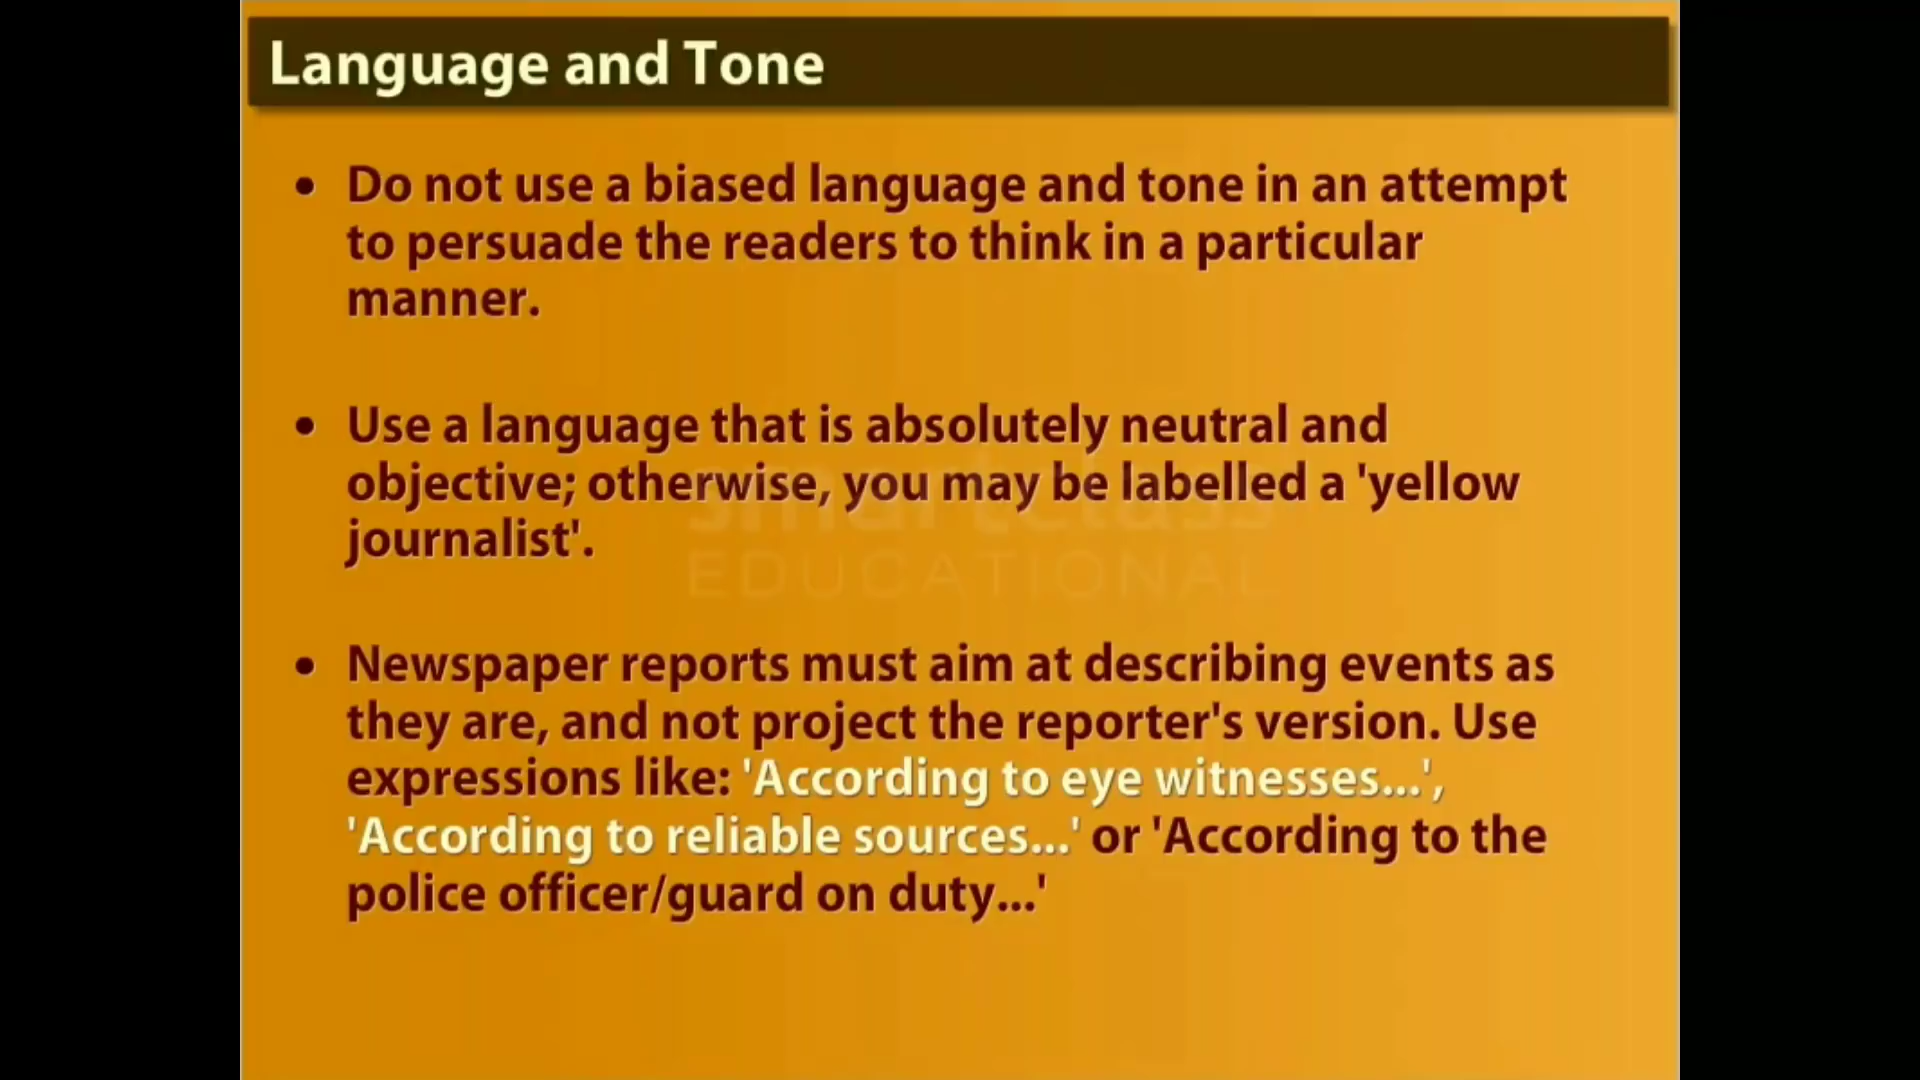 Language and Tone
• Do not use a biased language and tone in an attempt
to persuade the readers to think in a particular
manner.
• Use a language that is absolutely neutral and
objective; otherwise, you may be labelled a 'yellow
journalist'.
smartclass
EDUCATIONAL
• Newspaper reports must aim at describing events as
they are, and not project the reporter's version. Use
expressions like: 'According to eye witnesses...',
'According to reliable sources...' or 'According to the
police officer/guard on duty...'